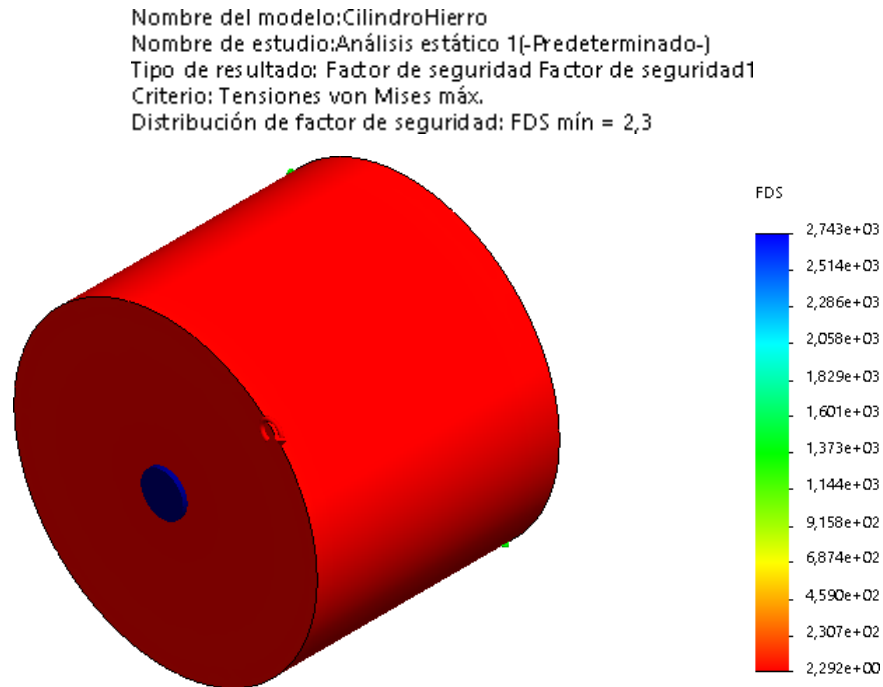 Nombre del modelo:CilindroHierro
Nombre de estudio:Análisis estático 1(-Predeterminado-)
Tipo de resultado: Factor de seguridad Factor de seguridad1
Criterio: Tensiones von Mises máx.
Distribución de factor de seguridad: FDS mín = 2,3
FDS
2,743e+03
2,514e+03
2,286e+03
2,058e+03
1,829e+03
1,601e+03
1,373e+03
1,144e+03
9,158e+02
6,874e+02
4,590e+02
2,307e+02
2,292e+00